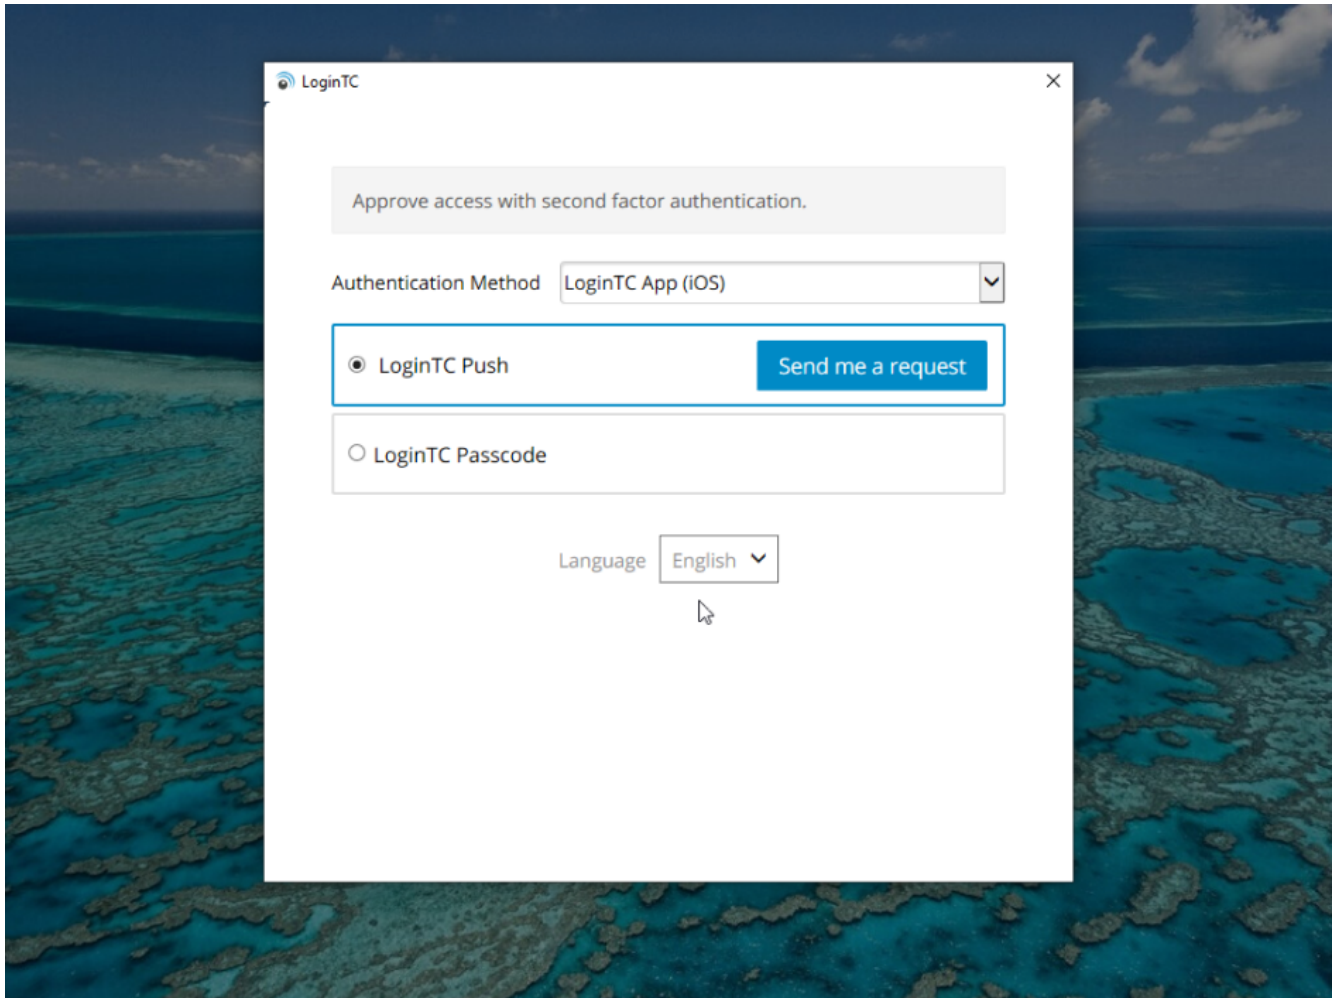 LoginTC
Approve access with second factor authentication.
Authentication Method LoginTC App (iOS)
LoginTC Push Send me a request
LoginTC Passcode
Language English